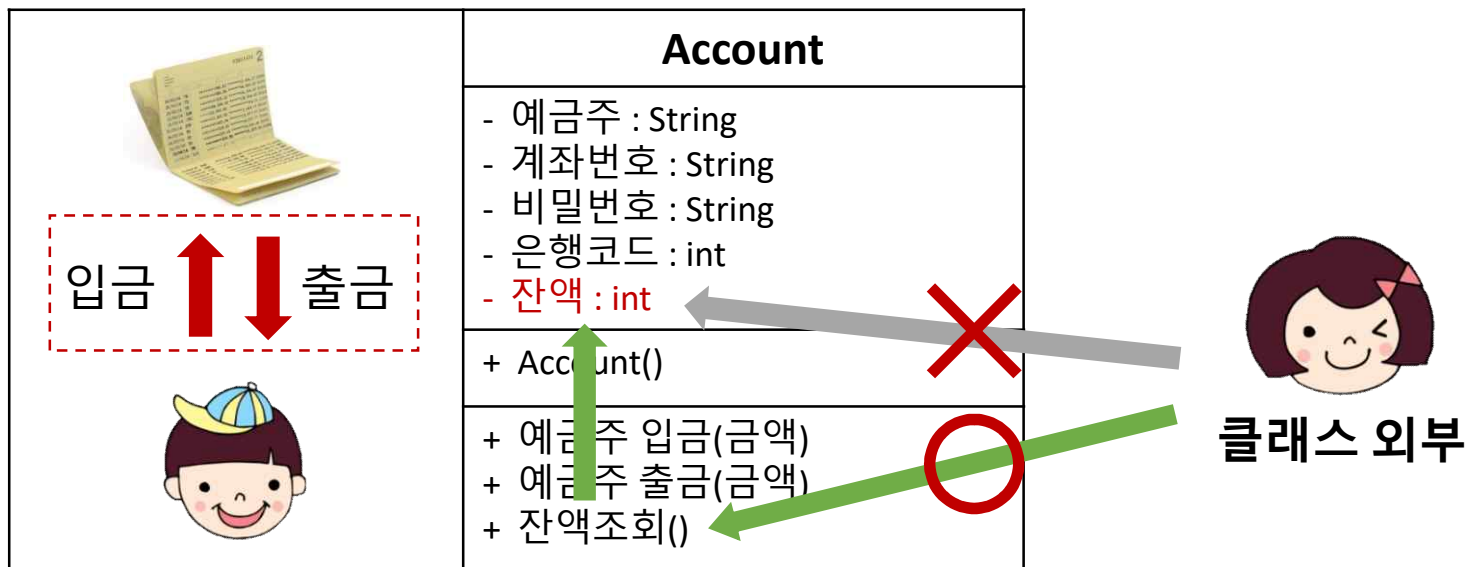 입금
출금
Account
- 예금주 : String
- 계좌번호 : String
- 비밀번호 : String
- 은행코드 : int
- 잔액 : int
+ Account()
+ 예금주 입금(금액)
+ 예금주 출금(금액)
+ 잔액조회()
클래스 외부